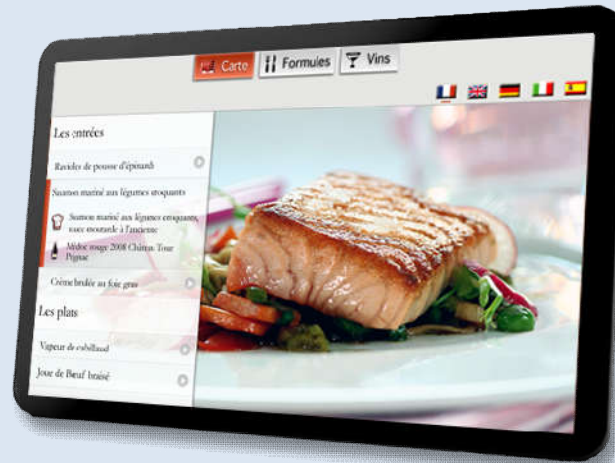 Carte
Formules
Vins
Les entrées
Ravioles de pousse d'épinards
Saumon mariné aux légumes croquants
Saumon mariné aux légumes croquants,
sauce moutarde à l'ancienne
Médoc rouge 2008 Château Tour
Crème brulée au foie gras
Les plats
Vapeur de cabillaud
Joue de Bœuf braisé